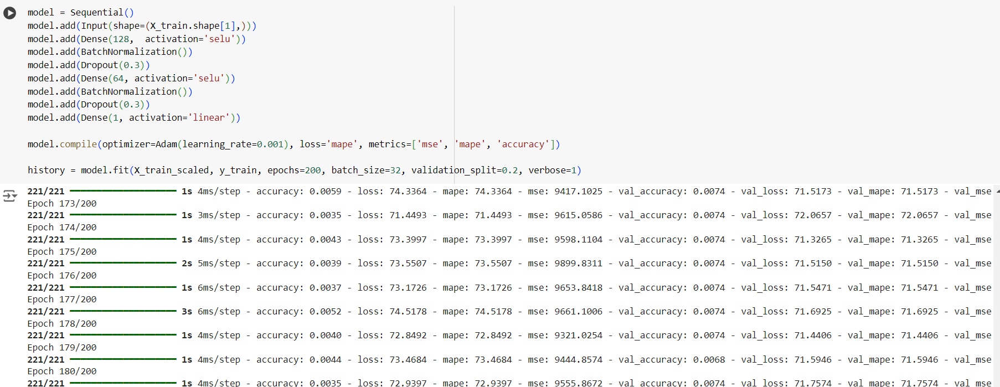 model = Sequential()
model.add(Input(shape=(X_train.shape[1],)))
model.add(Dense(128,  activation='selu'))
model.add(BatchNormalization())
model.add(Dropout(0.3))
model.add(Dense(64, activation='selu'))
model.add(BatchNormalization())
model.add(Dropout(0.3))
model.add(Dense(1, activation='linear'))
model.compile(optimizer=Adam(learning_rate=0.001), loss='mape', metrics=['mse', 'mape', 'accuracy'])
history = model.fit(X_train_scaled, y_train, epochs=200, batch_size=32, validation_split=0.2, verbose=1)
221/221 ━━━━━━━━━━━━━━━━━━━━ 1s 4ms/step - accuracy: 0.0059 - loss: 74.3364 - mape: 74.3364 - mse: 9417.1025 - val_accuracy: 0.0074 - val_loss: 71.5173 - val_mape: 71.5173 - val_mse
Epoch 173/200
221/221 ━━━━━━━━━━━━━━━━━━━━ 1s 3ms/step - accuracy: 0.0035 - loss: 71.4493 - mape: 71.4493 - mse: 9615.0586 - val_accuracy: 0.0074 - val_loss: 72.0657 - val_mape: 72.0657 - val_mse
Epoch 174/200
221/221 ━━━━━━━━━━━━━━━━━━━━ 1s 4ms/step - accuracy: 0.0043 - loss: 73.3997 - mape: 73.3997 - mse: 9598.1104 - val_accuracy: 0.0074 - val_loss: 71.3265 - val_mape: 71.3265 - val_mse
Epoch 175/200
221/221 ━━━━━━━━━━━━━━━━━━━━ 2s 5ms/step - accuracy: 0.0039 - loss: 73.5507 - mape: 73.5507 - mse: 9899.8311 - val_accuracy: 0.0074 - val_loss: 71.5150 - val_mape: 71.5150 - val_mse
Epoch 176/200
221/221 ━━━━━━━━━━━━━━━━━━━━ 1s 6ms/step - accuracy: 0.0037 - loss: 73.1726 - mape: 73.1726 - mse: 9653.8418 - val_accuracy: 0.0074 - val_loss: 71.5471 - val_mape: 71.5471 - val_mse
Epoch 177/200
221/221 ━━━━━━━━━━━━━━━━━━━━ 3s 6ms/step - accuracy: 0.0052 - loss: 74.5178 - mape: 74.5178 - mse: 9661.1006 - val_accuracy: 0.0074 - val_loss: 71.6925 - val_mape: 71.6925 - val_mse
Epoch 178/200
221/221 ━━━━━━━━━━━━━━━━━━━━ 1s 4ms/step - accuracy: 0.0040 - loss: 72.8492 - mape: 72.8492 - mse: 9321.0254 - val_accuracy: 0.0074 - val_loss: 71.4406 - val_mape: 71.4406 - val_mse
Epoch 179/200
221/221 ━━━━━━━━━━━━━━━━━━━━ 1s 4ms/step - accuracy: 0.0044 - loss: 73.4684 - mape: 73.4684 - mse: 9444.8574 - val_accuracy: 0.0068 - val_loss: 71.5946 - val_mape: 71.5946 - val_mse
Epoch 180/200
221/221 ━━━━━━━━━━━━━━━━━━━━ 1s 4ms/step - accuracy: 0.0035 - loss: 72.9397 - mape: 72.9397 - mse: 9555.8672 - val_accuracy: 0.0074 - val_loss: 71.7574 - val_mape: 71.7574 - val_mse